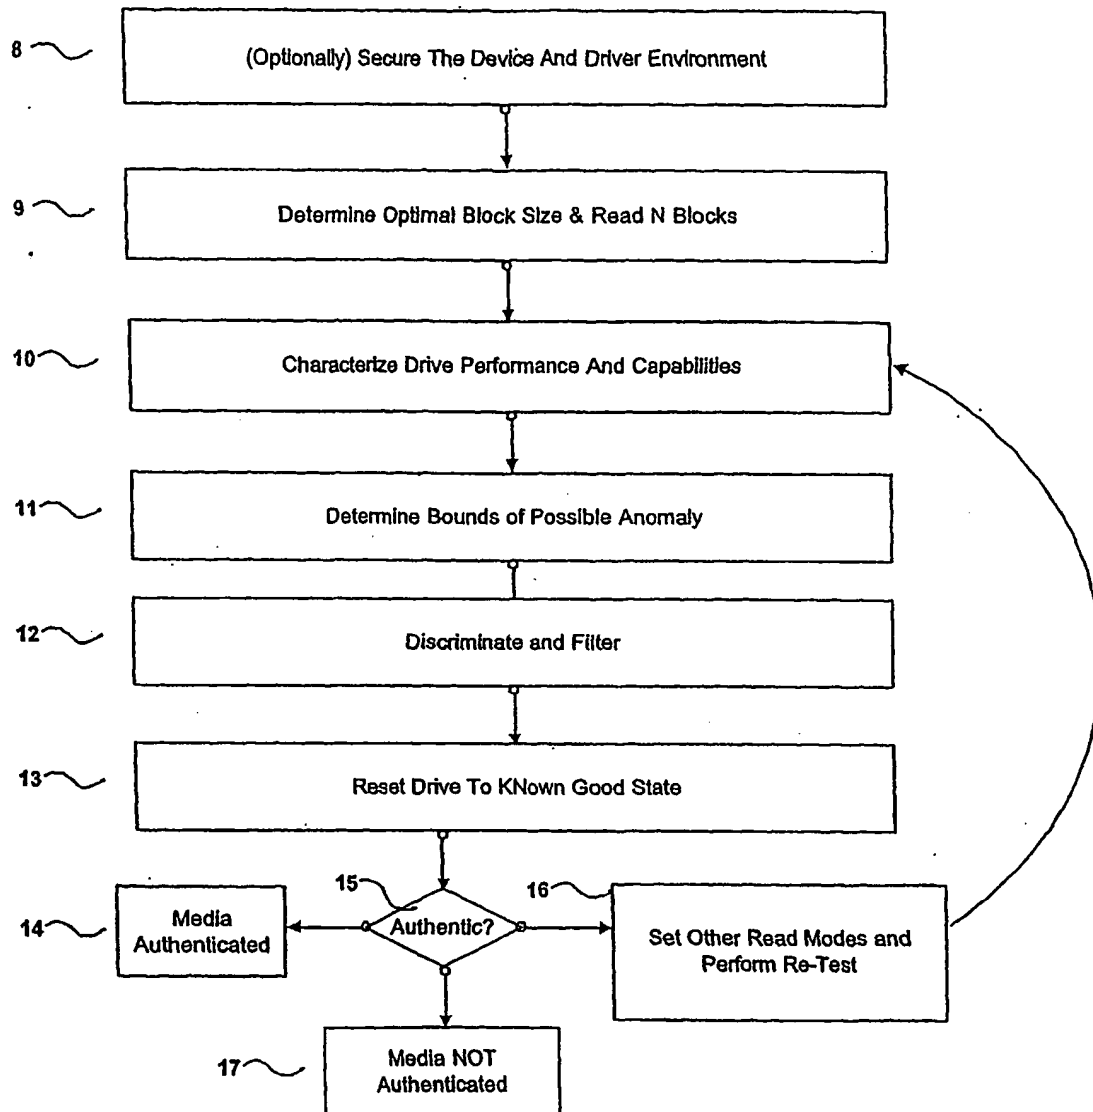 8
(Optionally) Secure The Device And Driver Environment
9
Determine Optimal Block Size & Read N Blocks
10
Characterize Drive Performance And Capabilities
11
Determine Bounds of Possible Anomaly
12
Discriminate and Filter
13
Reset Drive To KNown Good State
15
16
14
Media
Authenticated
Authentic?
Set Other Read Modes and
Perform Re-Test
17
Media NOT
Authenticated